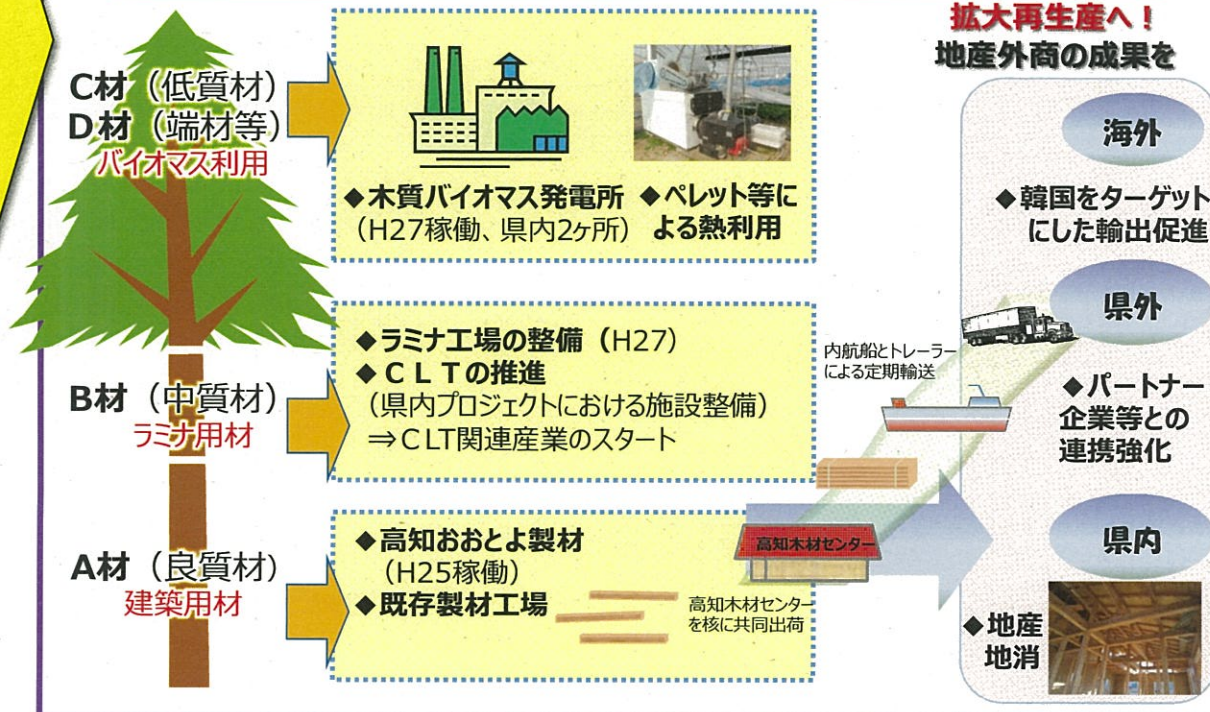 C材（低質材）
D材（端材等）
バイオマス利用
◆木質バイオマス発電所
（H27稼働、県内2ヶ所）
◆ペレット等に
よる熱利用
B材（中質材）
ラミナ用材
◆ラミナ工場の整備（H27）
◆ＣＬＴの推進
（県内プロジェクトにおける施設整備）
⇒ＣＬＴ関連産業のスタート
A材（良質材）
建築用材
◆高知おおとよ製材
（H25稼働）
◆既存製材工場
高知木材センター
高知木材センター
を核に共同出荷
内航船とトレーラー
による定期輸送
拡大再生産へ！
地産外商の成果を
海外
◆韓国をターゲット
にした輸出促進
県外
◆パートナー
企業等との
連携強化
県内
◆地産
地消